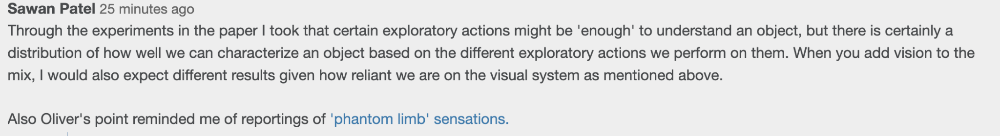 Sawan Patel 25 minutes ago
Through the experiments in the paper I took that certain exploratory actions might be 'enough' to understand an object, but there is certainly a
distribution of how well we can characterize an object based on the different exploratory actions we perform on them. When you add vision to the
mix, I would also expect different results given how reliant we are on the visual system as mentioned above.
Also Oliver's point reminded me of reportings of 'phantom limb' sensations.